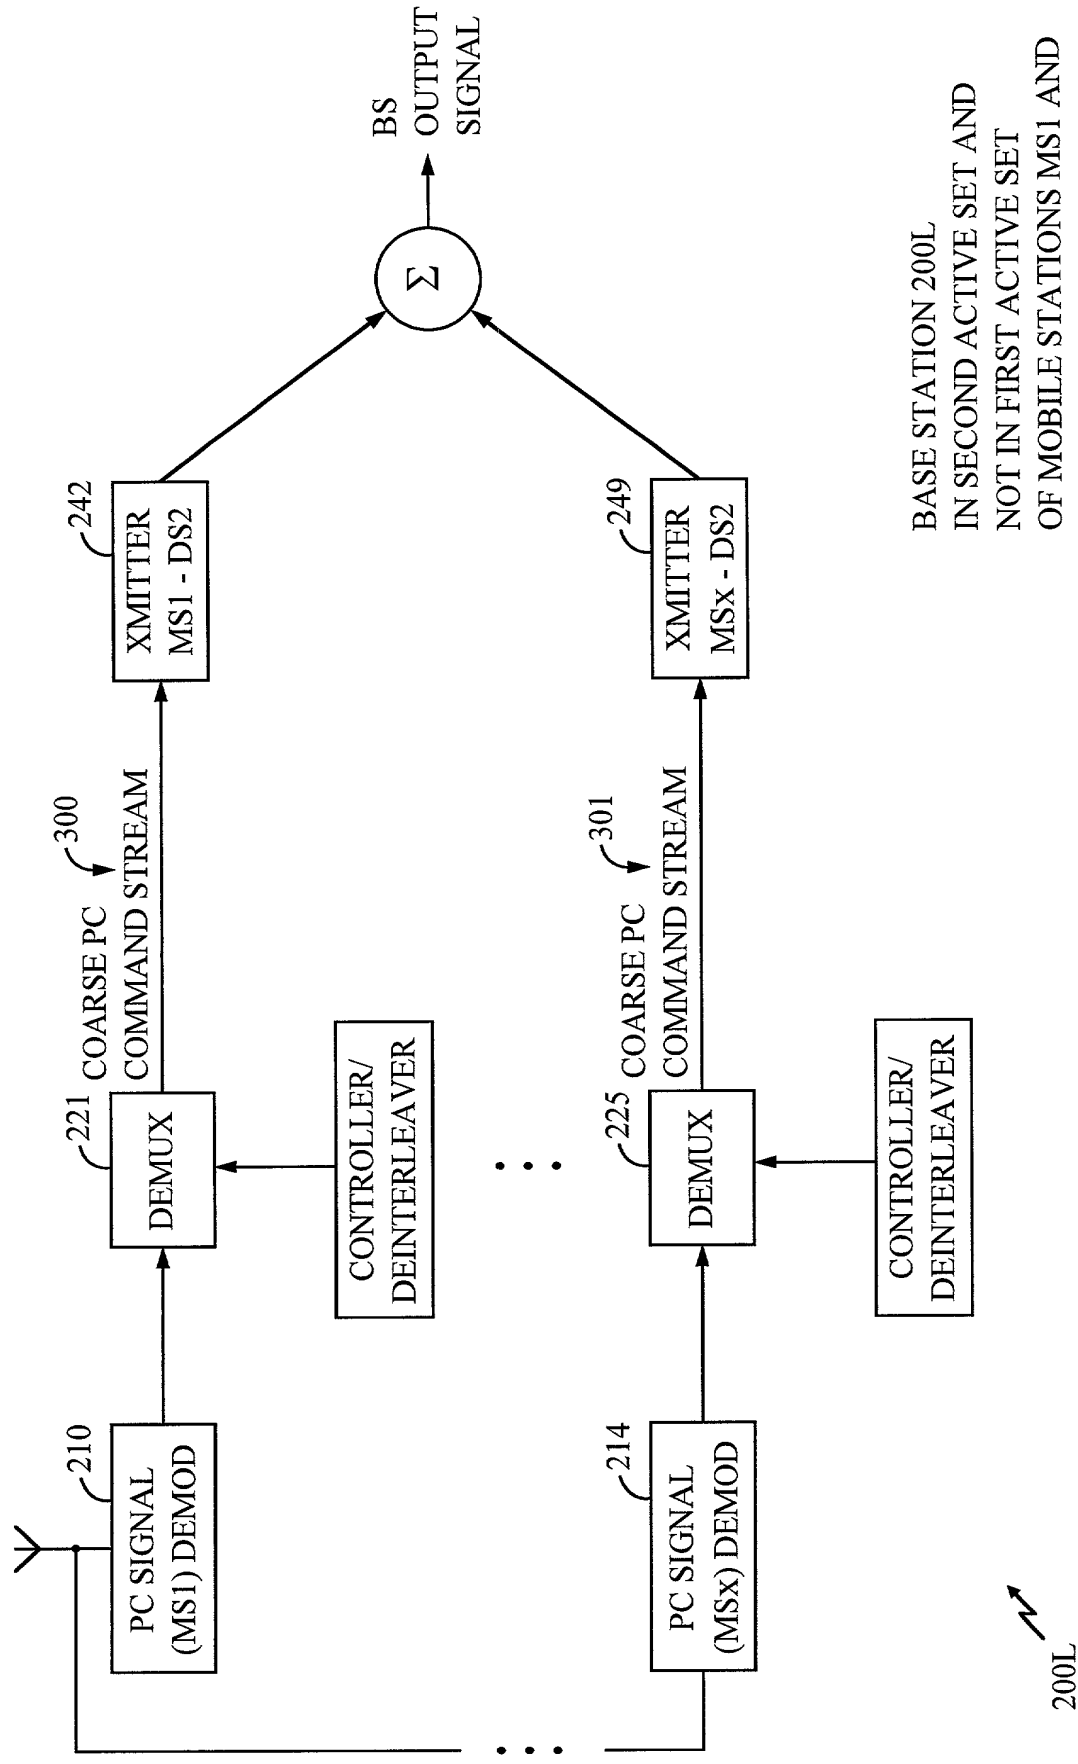 210
PC SIGNAL
(MS1) DEMOD
221
DEMUX
CONTROLLER/
DEINTERLEAVER
COARSE PC
COMMAND STREAM
300
242
XMITTER
MS1 - DS2
Σ
BS
OUTPUT
SIGNAL
214
PC SIGNAL
(MSx) DEMOD
225
DEMUX
CONTROLLER/
DEINTERLEAVER
COARSE PC
COMMAND STREAM
301
249
XMITTER
MSx - DS2
200L
BASE STATION 200L
IN SECOND ACTIVE SET AND
NOT IN FIRST ACTIVE SET
OF MOBILE STATIONS MS1 AND